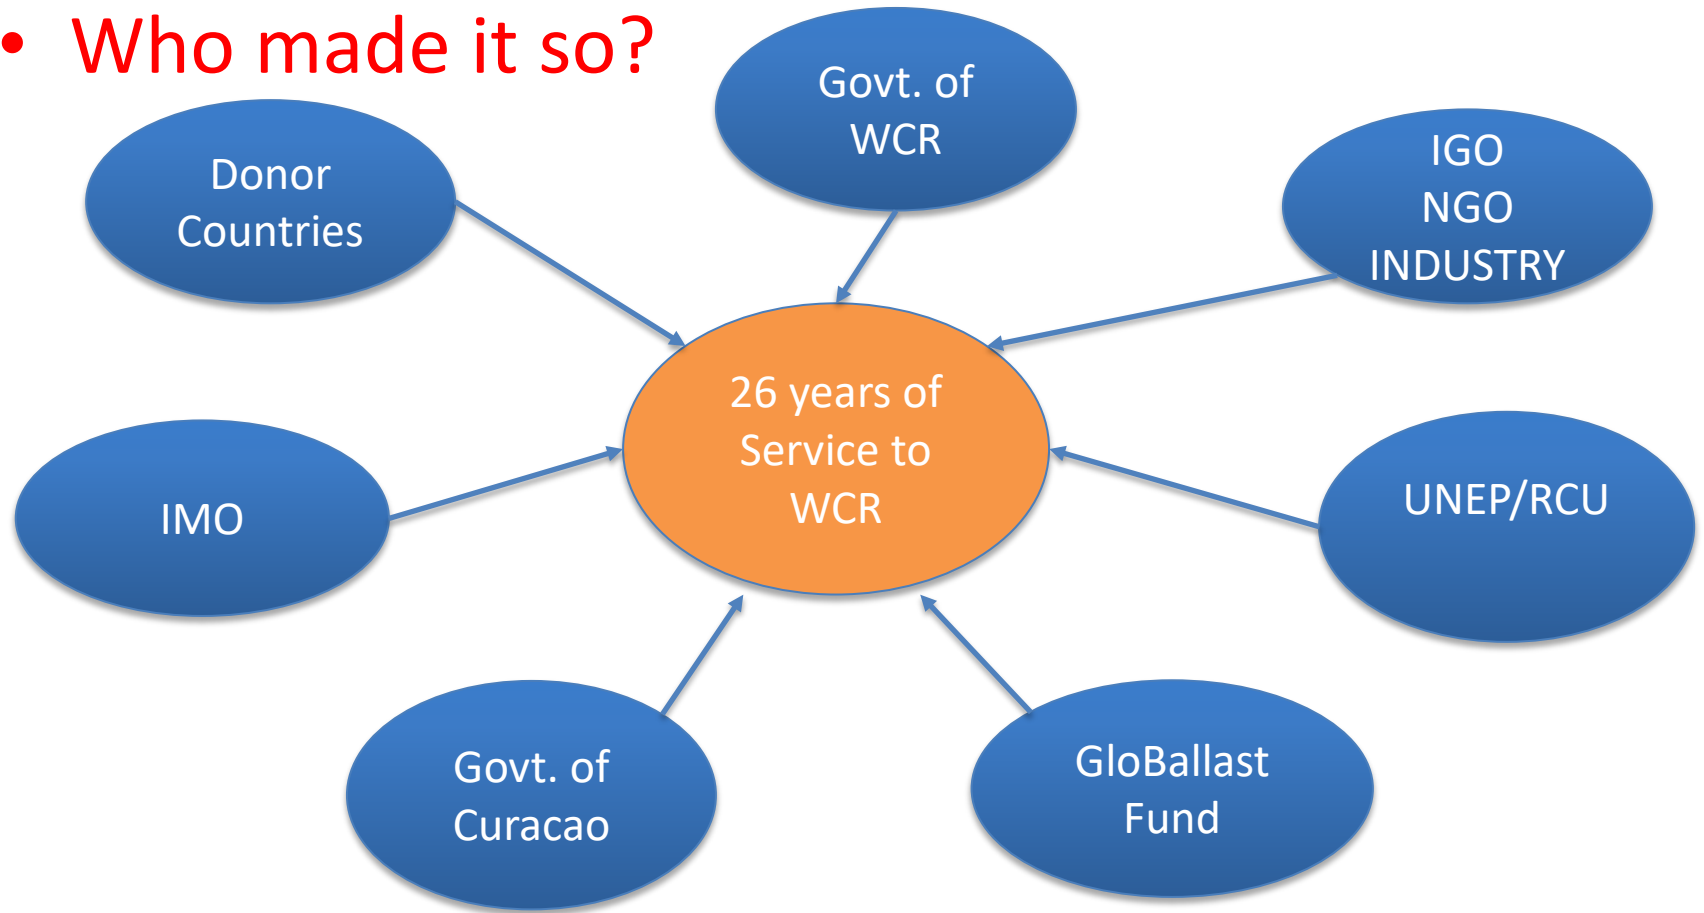 • Who made it so?
Govt. of
WCR
Donor
Countries
IGO
NGO
INDUSTRY
26 years of
Service to
WCR
IMO
UNEP/RCU
Govt. of
Curacao
GloBallast
Fund